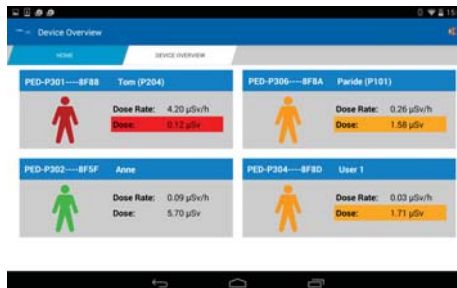 Device Overview
HOME
DEVICE OVERVIEW
PED-P301----8F88 Tom (P204)
Dose Rate: 4.20 µSv/h
Dose: 0.12 µSv
PED-P306----8F8A Paride (P101)
Dose Rate: 0.26 µSv/h
Dose: 1.58 µSv
PED-P302----8F5F Anne
Dose Rate: 0.09 µSv/h
Dose: 5.70 µSv
PED-P304----8F8D User 1
Dose Rate: 0.03 µSv/h
Dose: 1.71 µSv